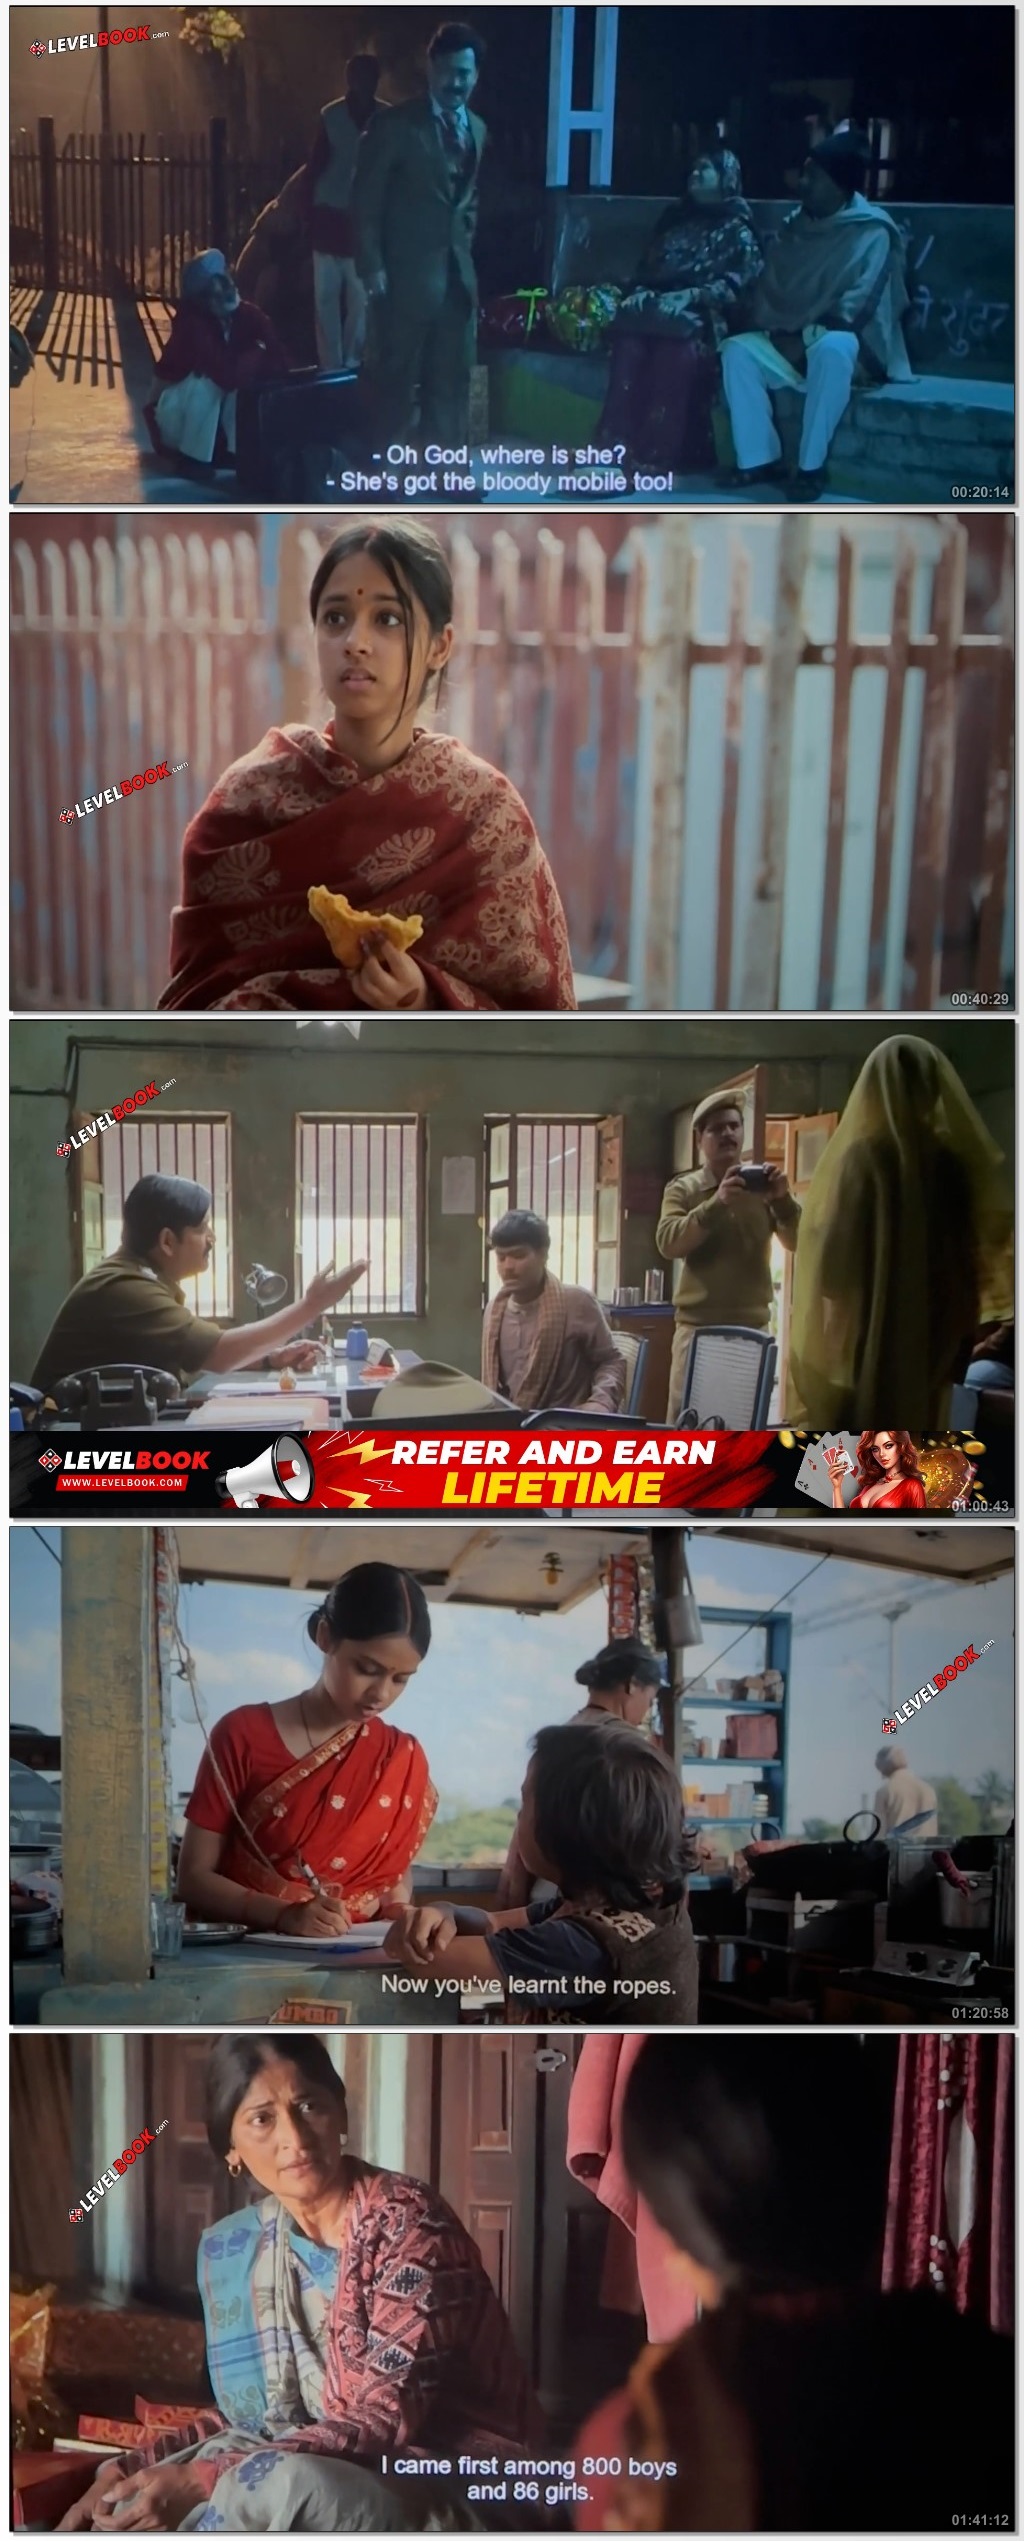 LEVELBOOK.com
- Oh God, where is she?
- She's got the bloody mobile too!
00:20:14
LEVELBOOK.com
00:40:29
LEVELBOOK.com
LEVELBOOK
WWW.LEVELBOOK.COM
REFER AND EARN
LIFETIME
01:00:43
LEVELBOOK.com
Now you've learnt the ropes.
01:20:58
LEVELBOOK.com
I came first among 800 boys
and 86 girls.
01:41:12